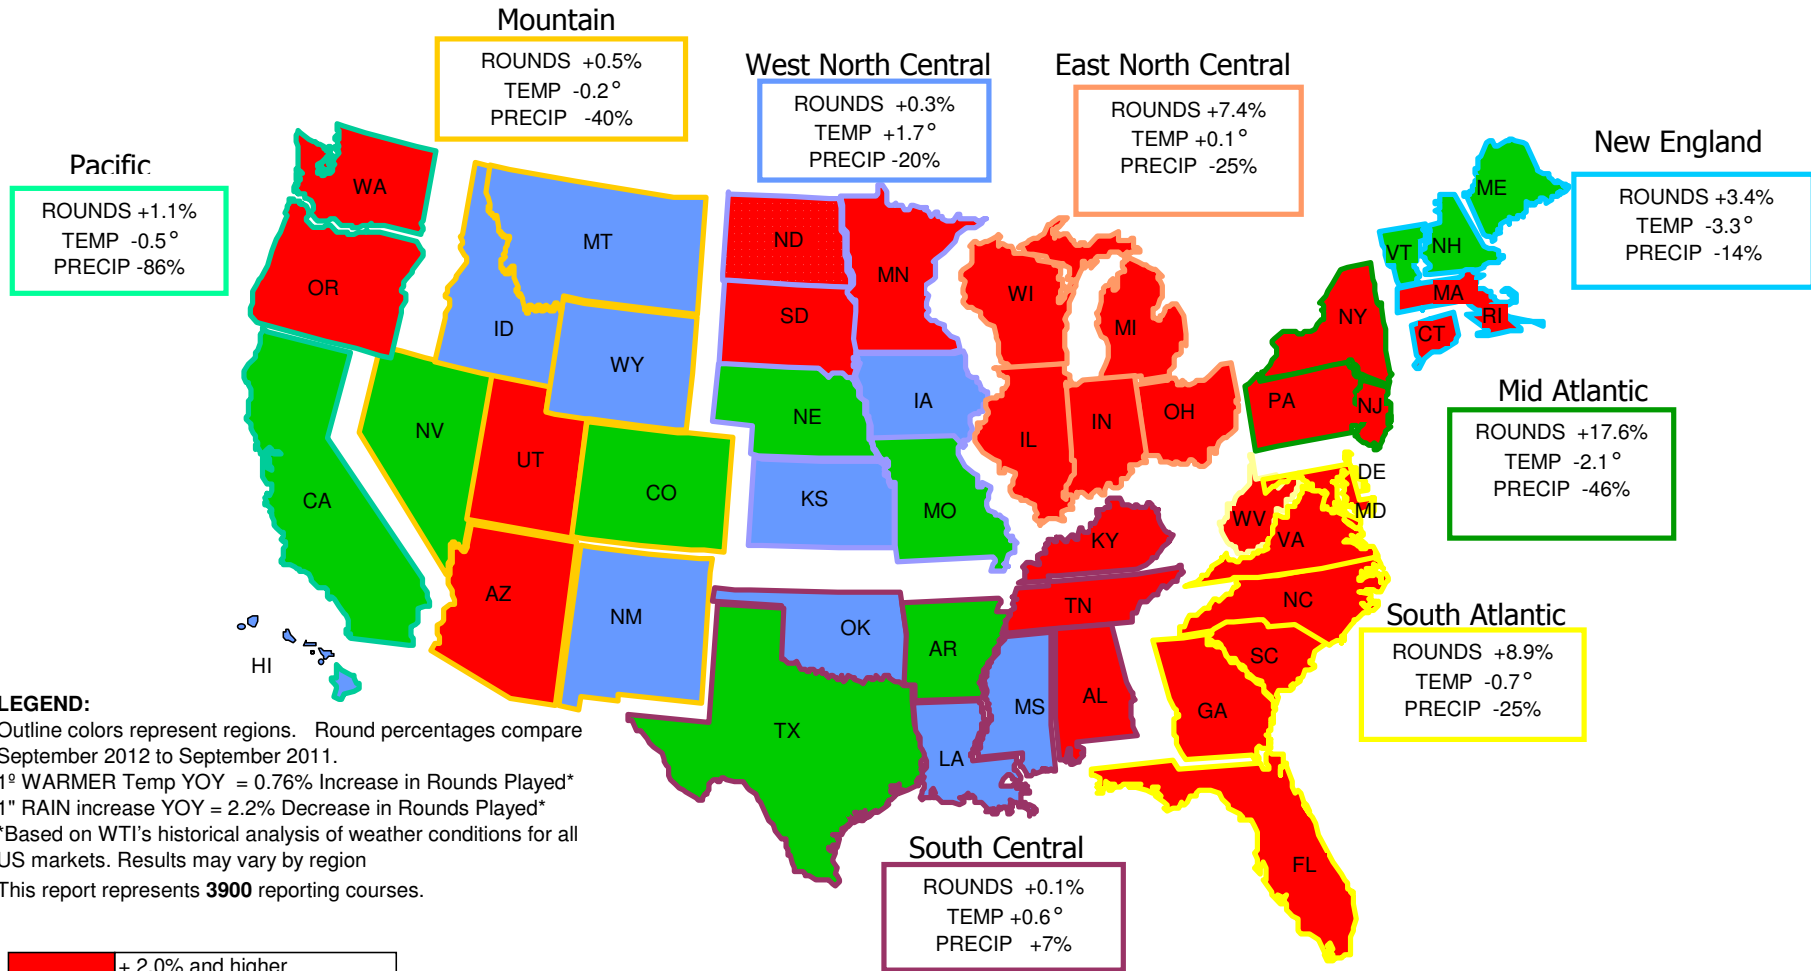 Mountain
ROUNDS +0.5%
TEMP -0.2°
PRECIP -40%
West North Central
ROUNDS +0.3%
TEMP +1.7°
PRECIP -20%
East North Central
ROUNDS +7.4%
TEMP +0.1°
PRECIP -25%
New England
ROUNDS +3.4%
TEMP -3.3°
PRECIP -14%
Pacific
ROUNDS +1.1%
TEMP -0.5°
PRECIP -86%
Mid Atlantic
ROUNDS +17.6%
TEMP -2.1°
PRECIP -46%
South Atlantic
ROUNDS +8.9%
TEMP -0.7°
PRECIP -25%
South Central
ROUNDS +0.1%
TEMP +0.6°
PRECIP +7%
WA
OR
CA
HI
MT
ID
WY
NV
UT
CO
AZ
NM
ND
SD
MN
NE
IA
KS
MO
WI
MI
IL
IN
OH
ME
VT
NH
MA
RI
CT
NY
PA
NJ
DE
MD
WV
VA
NC
SC
GA
FL
KY
TN
AL
MS
AR
LA
OK
TX
LEGEND:
Outline colors represent regions. Round percentages compare
September 2012 to September 2011.
1º WARMER Temp YOY = 0.76% Increase in Rounds Played*
1" RAIN increase YOY = 2.2% Decrease in Rounds Played*
*Based on WTI's historical analysis of weather conditions for all
US markets. Results may vary by region
This report represents 3900 reporting courses.
+ 2.0% and higher